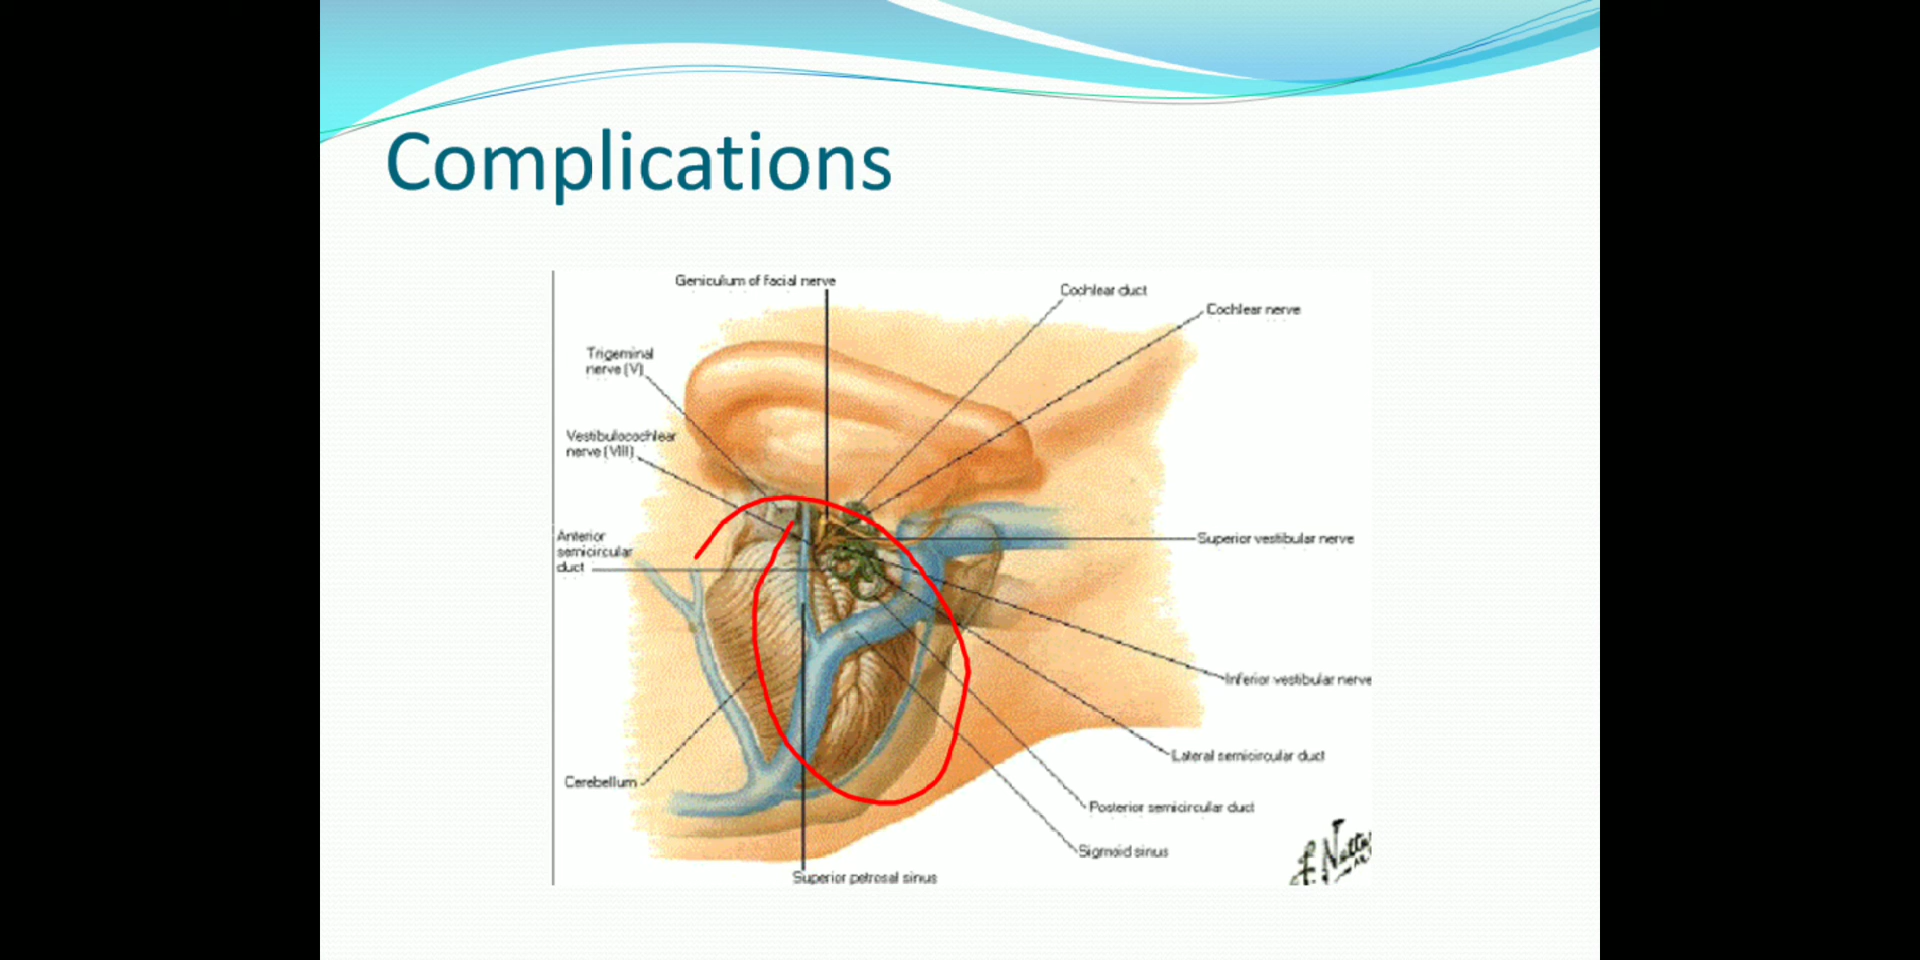 Complications
Geniculum of facial nerve
Cochlear duct
Cochlear nerve
Trigeminal
nerve (V)
Vestibulocochlear
nerve (VIII)
Anterior
semicircular
duct
Superior vestibular nerve
Inferior vestibular nerve
Lateral semicircular duct
Cerebellum
Posterior semicircular duct
Sigmoid sinus
Superior petrosal sinus